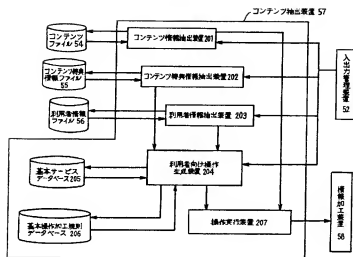 コンテンツ抽出装置 57
コンテンツ
ファイル 54
コンテンツ情報抽出装置 201
コンテンツ特典
情報ファイル
55
コンテンツ特典情報抽出装置 202
入出力管理装置 52
利用者情報
ファイル 56
利用者情報抽出装置 203
利用者向け操作
生成装置 204
基本サービス
データベース 205
基本操作加工規則
データベース 206
操作実行装置 207
情報加工装置 58